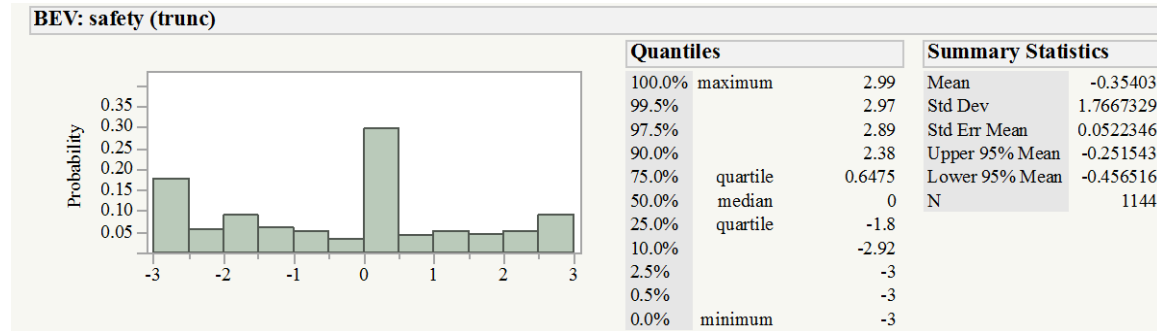 BEV: safety (trunc)
Probability
0.35
0.30
0.25
0.20
0.15
0.10
0.05
-3 -2 -1 0 1 2 3
Quantiles
100.0% maximum 2.99
99.5% 2.97
97.5% 2.89
90.0% 2.38
75.0% quartile 0.6475
50.0% median 0
25.0% quartile -1.8
10.0% -2.92
2.5% -3
0.5% -3
0.0% minimum -3
Summary Statistics
Mean -0.35403
Std Dev 1.7667329
Std Err Mean 0.0522346
Upper 95% Mean -0.251543
Lower 95% Mean -0.456516
N 1144